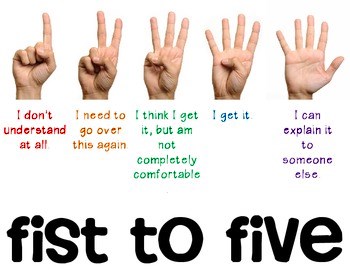 I don't
understand
at all.
I need to
go over
this again.
I think I get
it, but am
not
completely
comfortable
I get it.
I can
explain it
to
someone
else.
fist to five